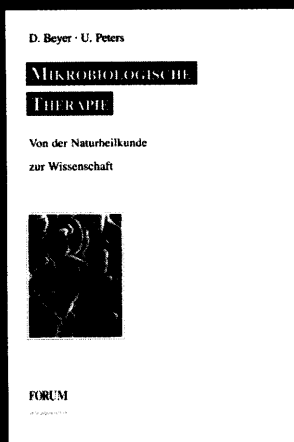 D. Beyer · U. Peters
MIKROBIOLOGISCHE
THERAPIE
Von der Naturheilkunde
zur Wissenschaft
FORUM